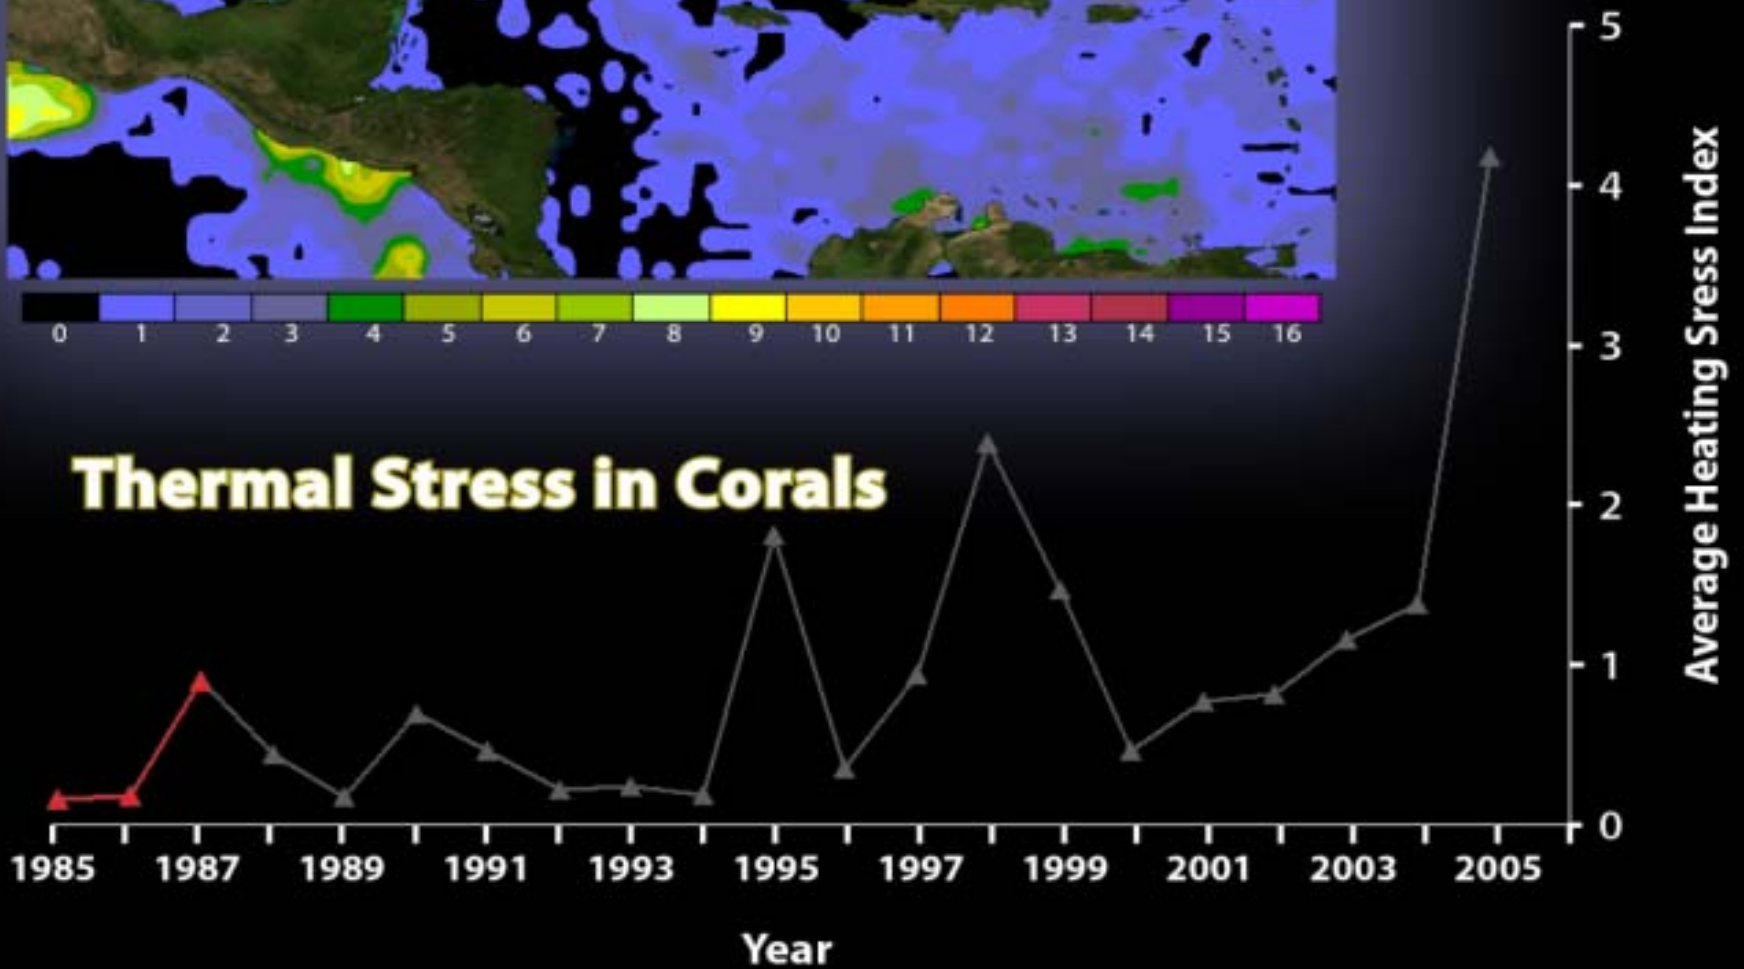 0 1 2 3 4 5 6 7 8 9 10 11 12 13 14 15 16
Thermal Stress in Corals
5
4
3
2
1
0
Average Heating Sress Index
1985 1987 1989 1991 1993 1995 1997 1999 2001 2003 2005
Year